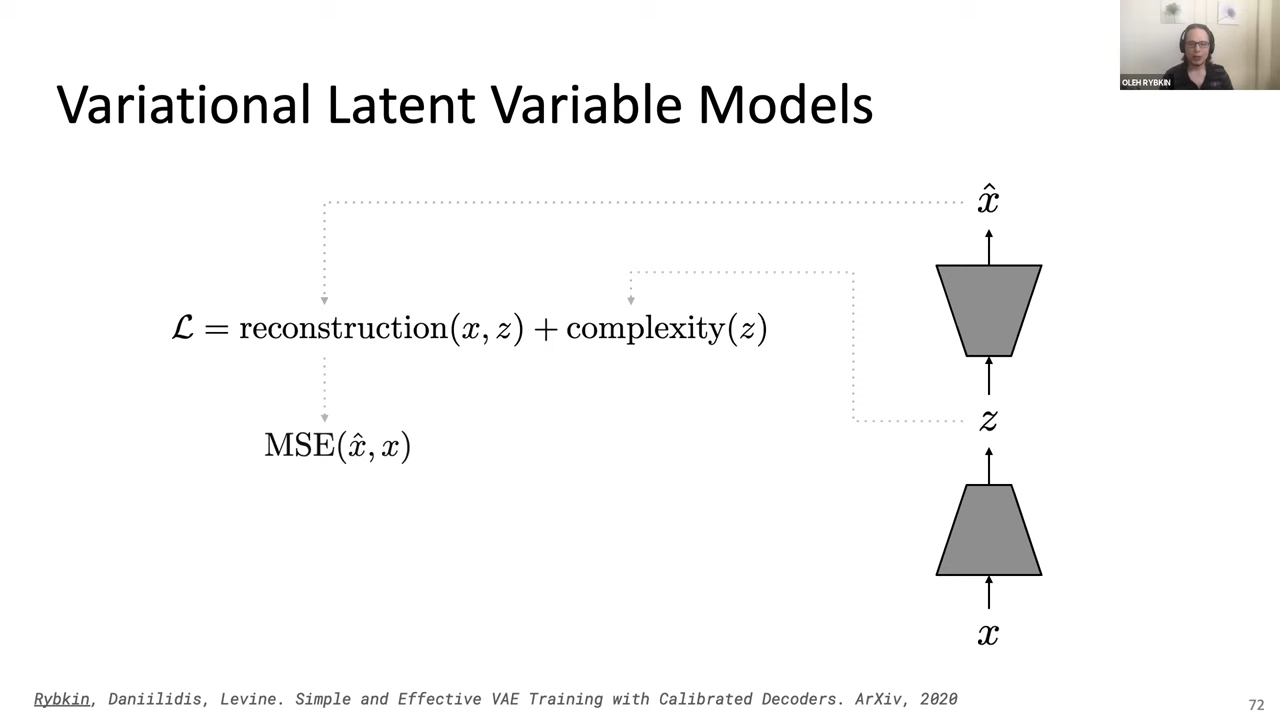 OLEH RYBKIN
Variational Latent Variable Models
x̂
ℒ = reconstruction(x, z) + complexity(z)
z
MSE(x̂, x)
x
Rybkin, Daniilidis, Levine. Simple and Effective VAE Training with Calibrated Decoders. ArXiv, 2020
72